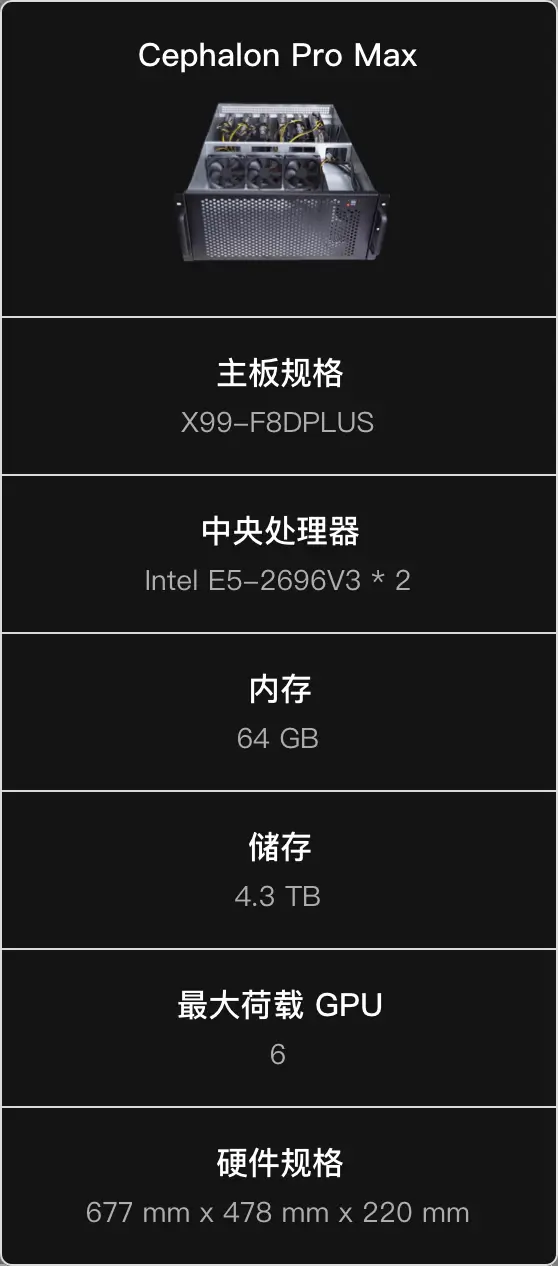 Cephalon Pro Max
主板规格
X99-F8DPLUS
中央处理器
Intel E5-2696V3 * 2
内存
64 GB
储存
4.3 TB
最大荷载 GPU
6
硬件规格
677 mm x 478 mm x 220 mm